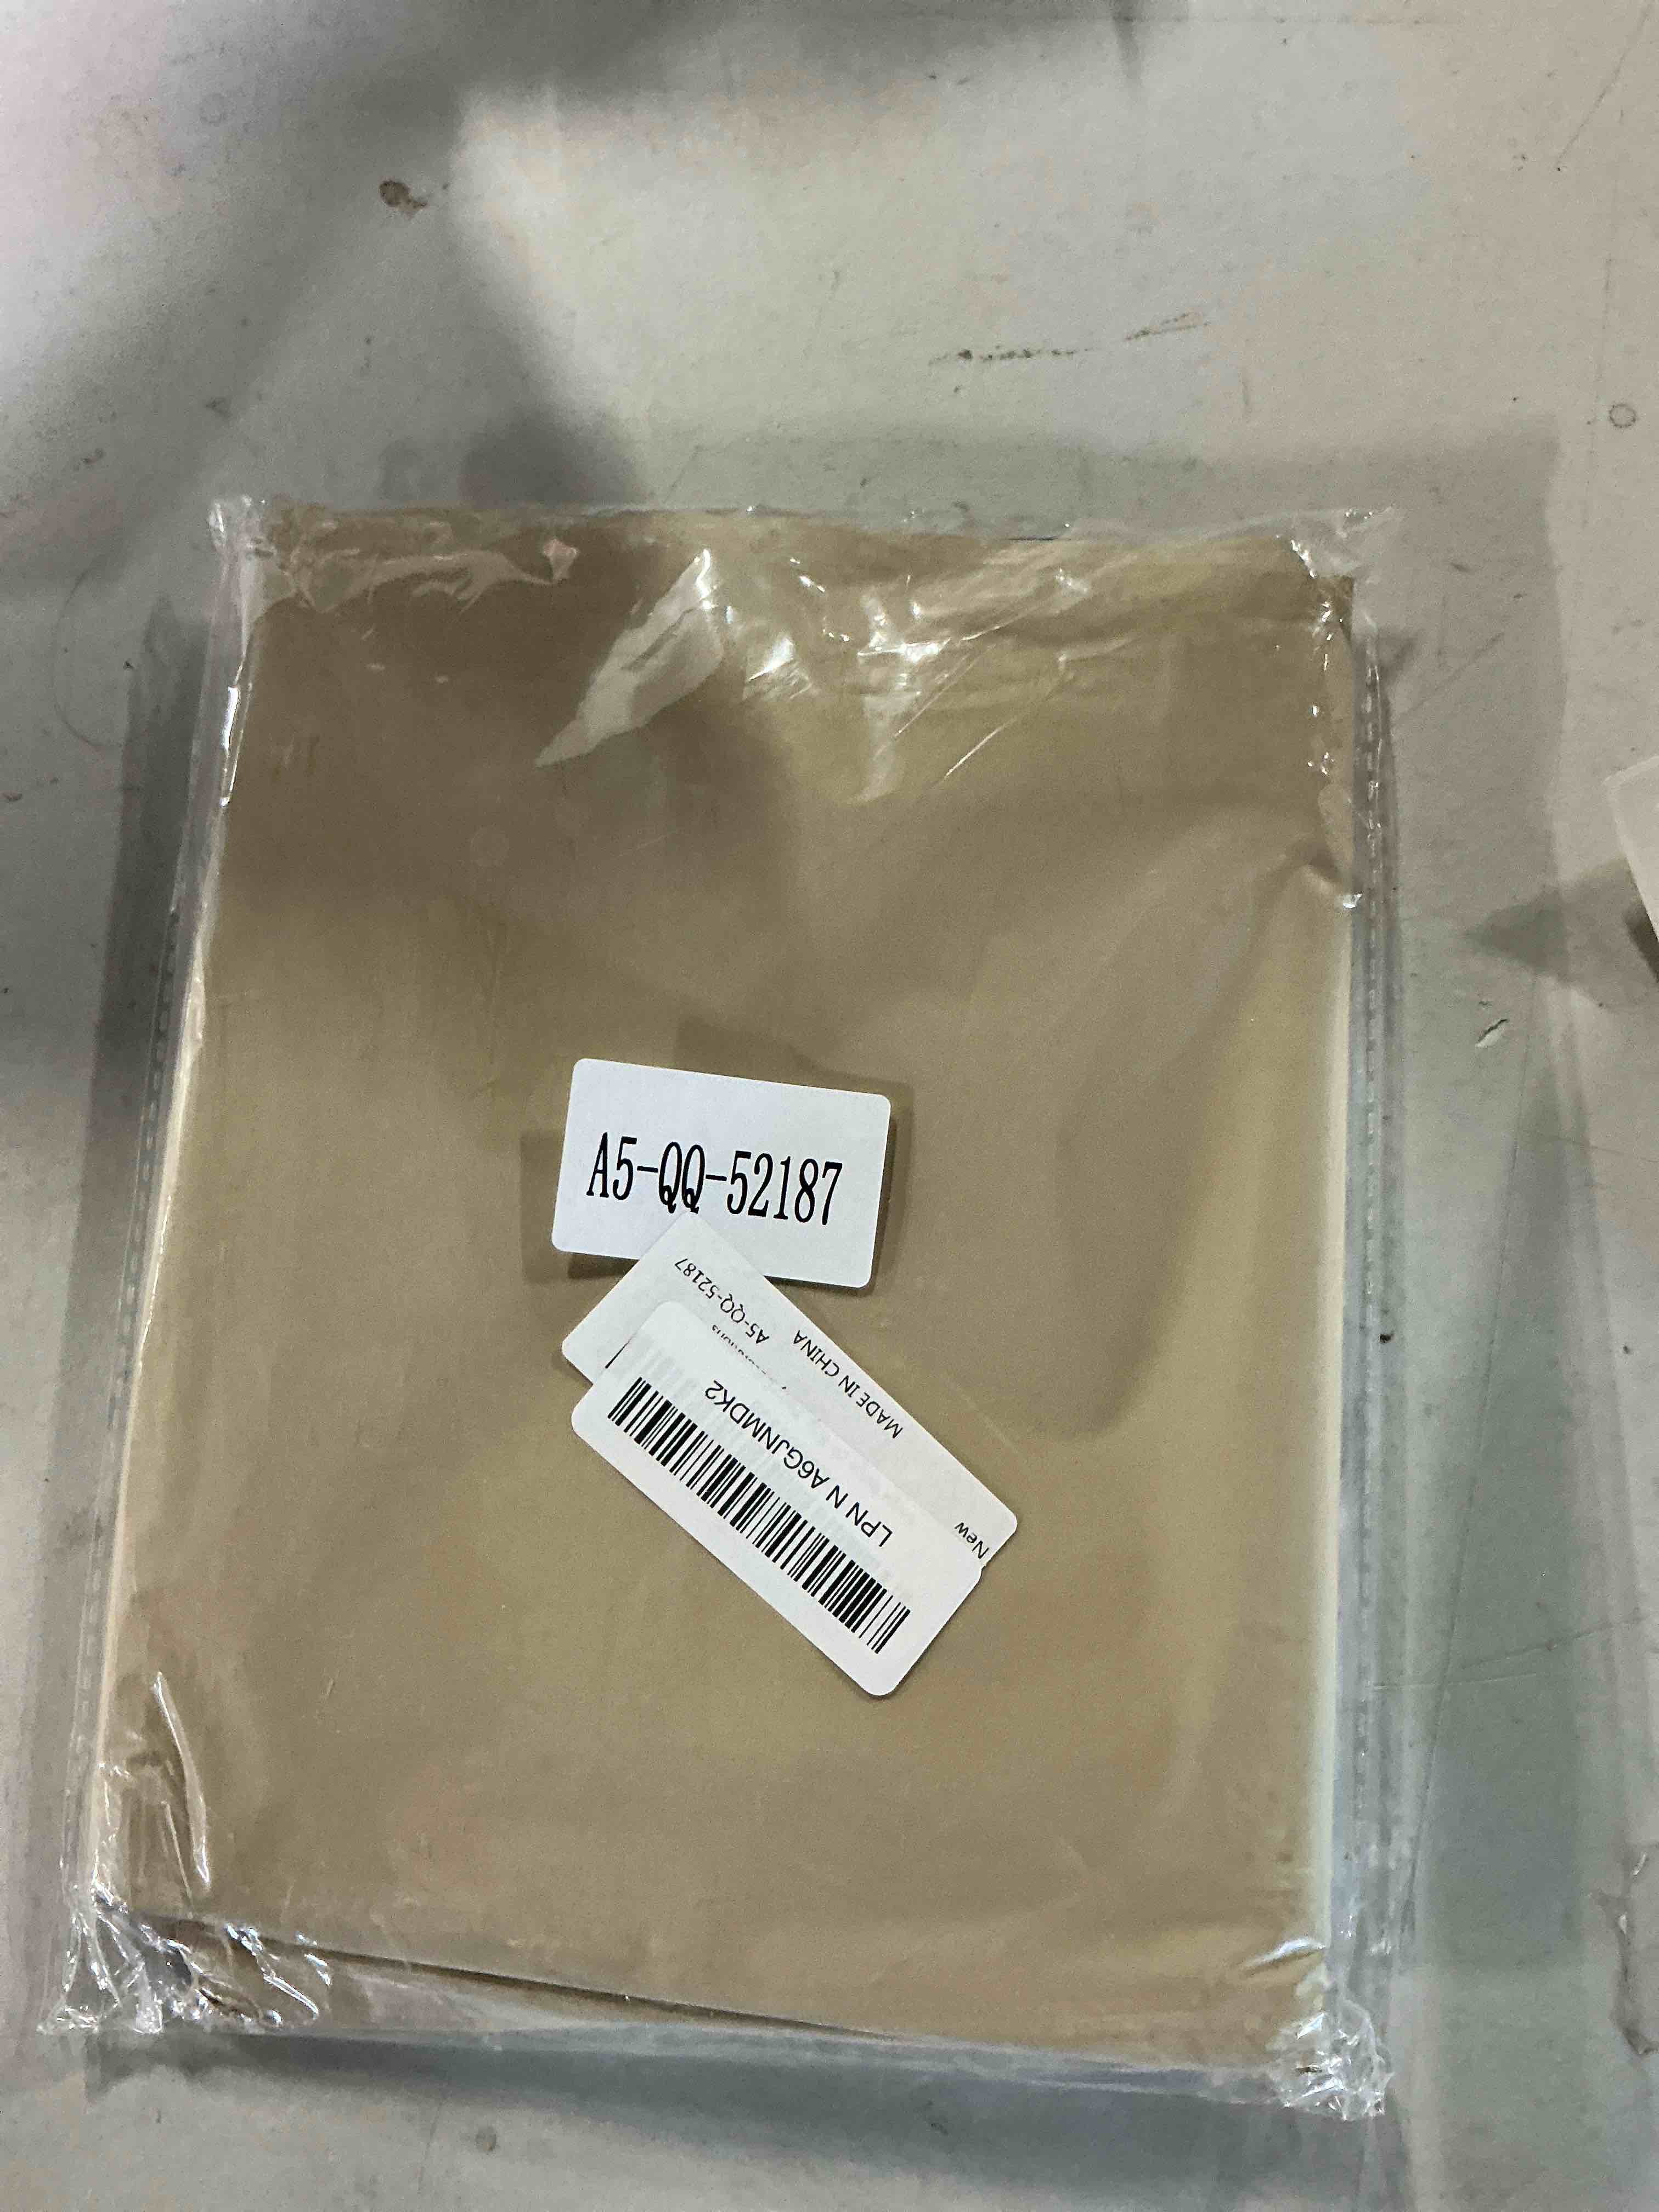 A5-QQ-52187
A5-QQ-52187
MADE IN CHINA
New
LPN N A6GJNMDK2